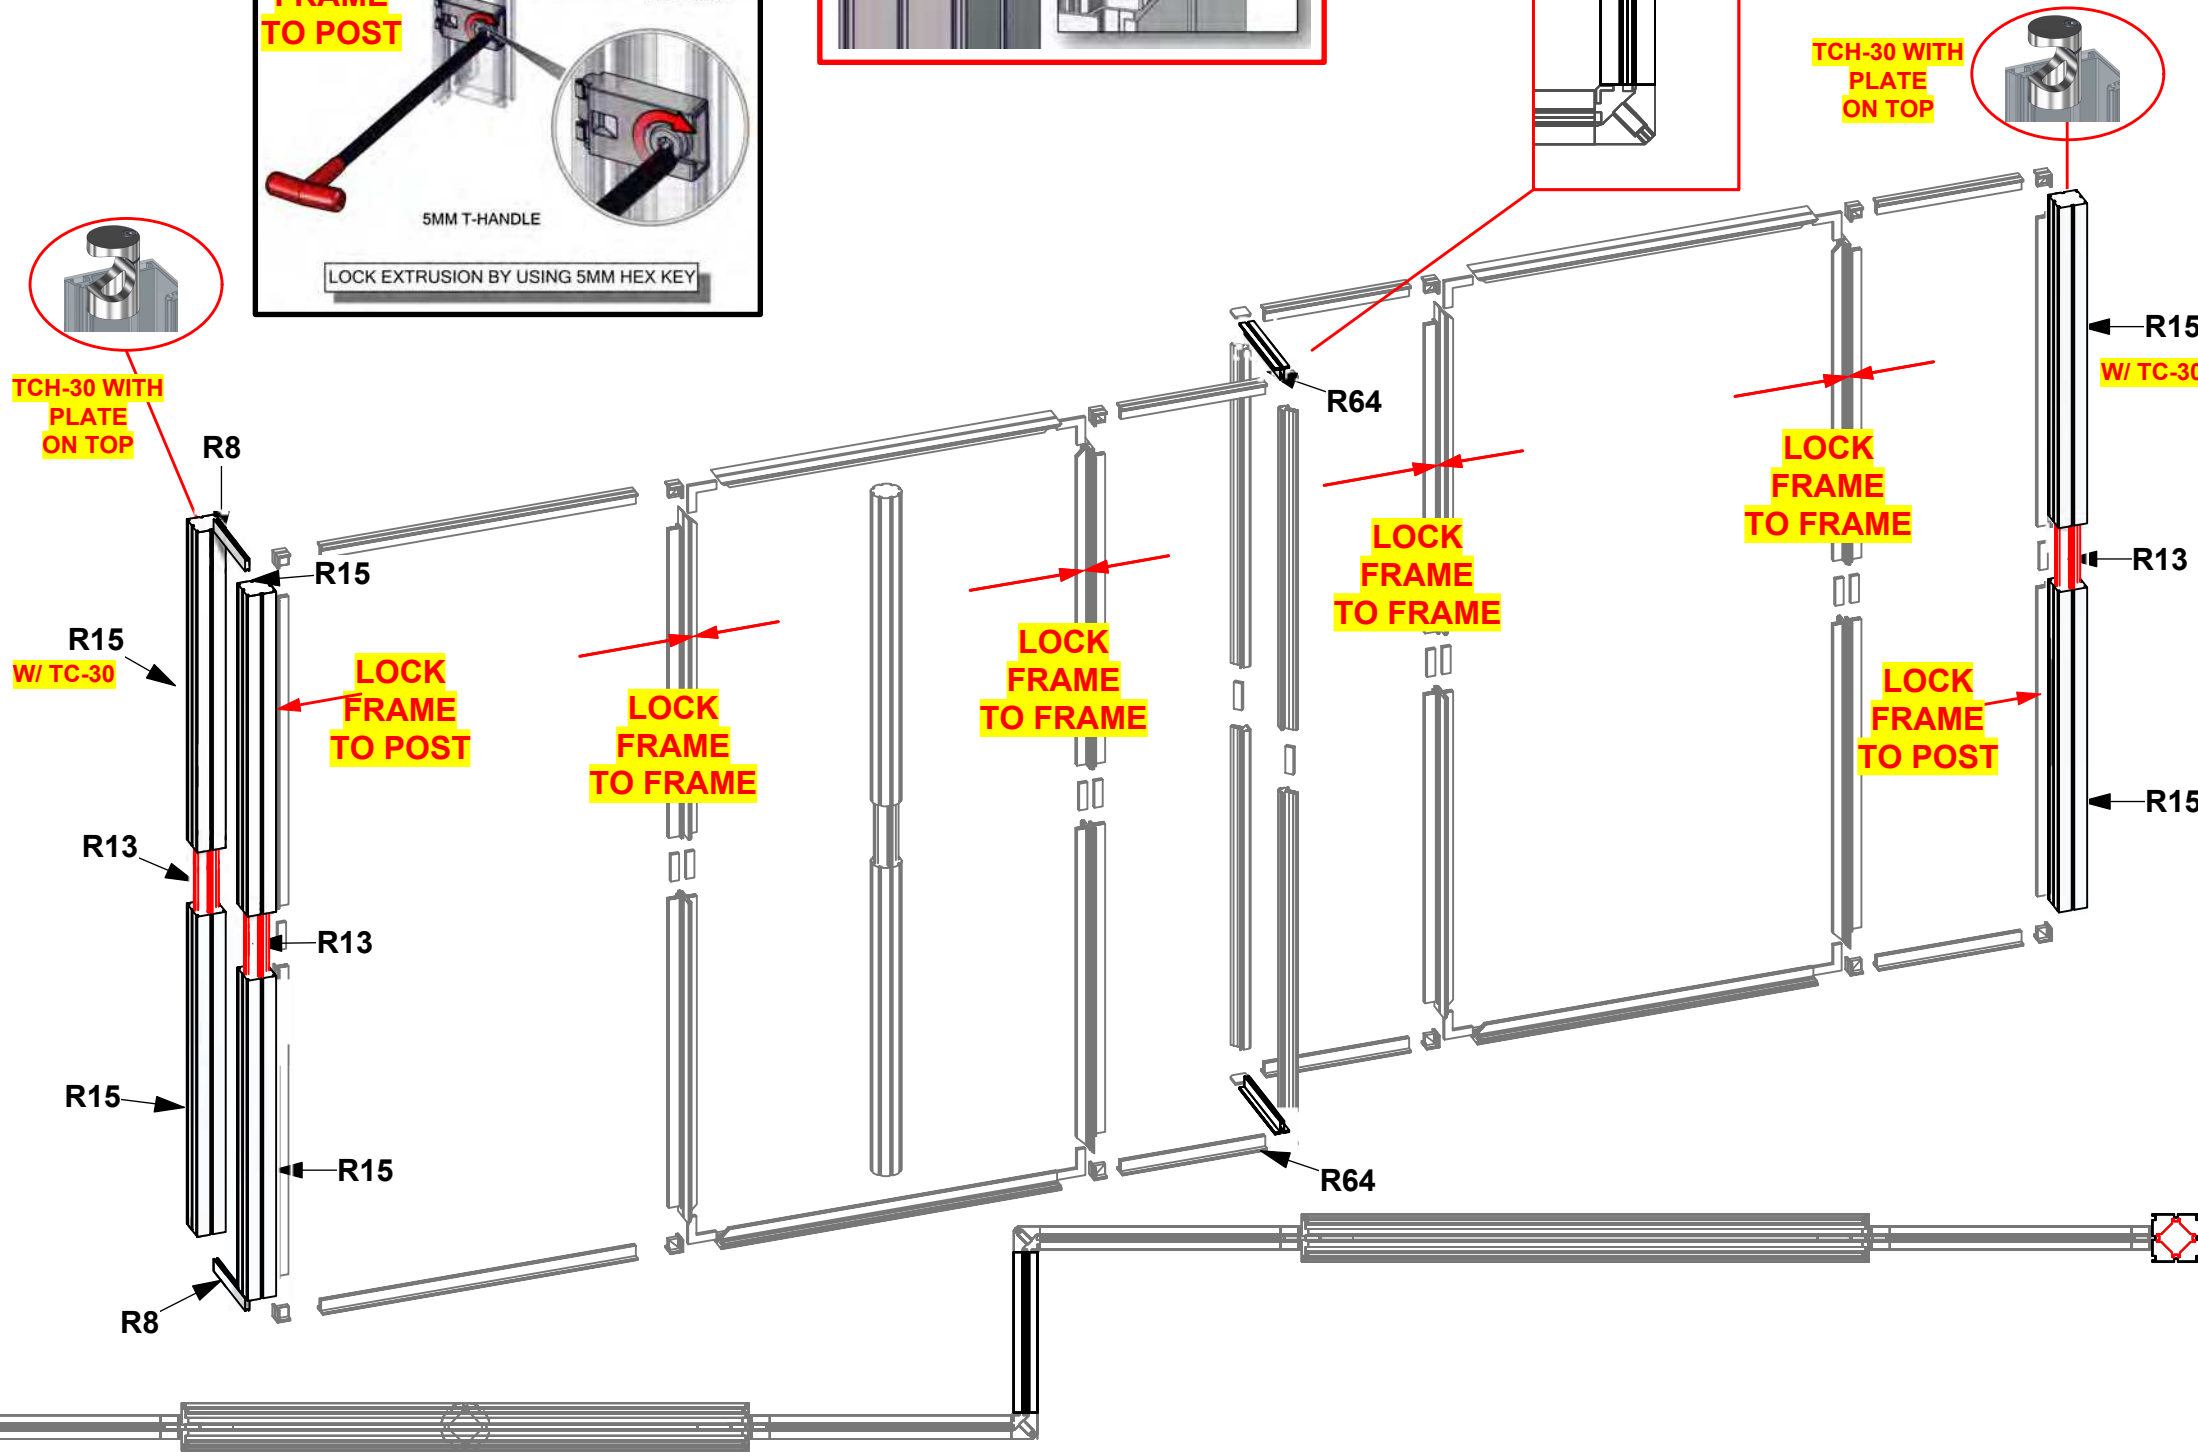 TO POST
5MM T-HANDLE
LOCK EXTRUSION BY USING 5MM HEX KEY
TCH-30 WITH
PLATE
ON TOP
TCH-30 WITH
PLATE
ON TOP
R8
R15
R15
W/ TC-30
R13
R13
R15
R15
R8
LOCK
FRAME
TO POST
LOCK
FRAME
TO FRAME
LOCK
FRAME
TO FRAME
R64
R64
LOCK
FRAME
TO FRAME
LOCK
FRAME
TO FRAME
LOCK
FRAME
TO POST
R15
W/ TC-30
R13
R15